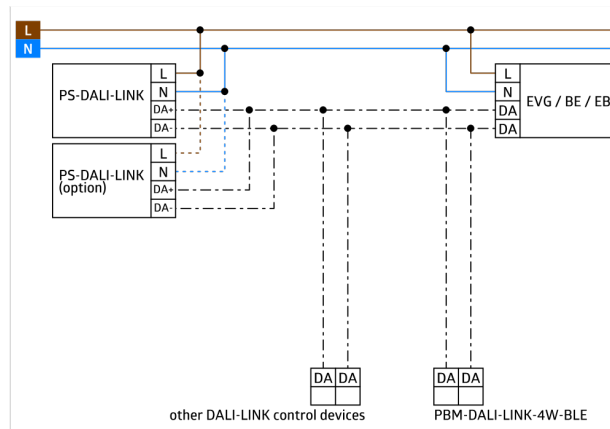 L
N
PS-DALI-LINK
L
N
DA+
DA-
EVG / BE / EB
L
N
DA
DA
PS-DALI-LINK
(option)
L
N
DA+
DA-
DA DA
DA DA
other DALI-LINK control devices
PBM-DALI-LINK-4W-BLE